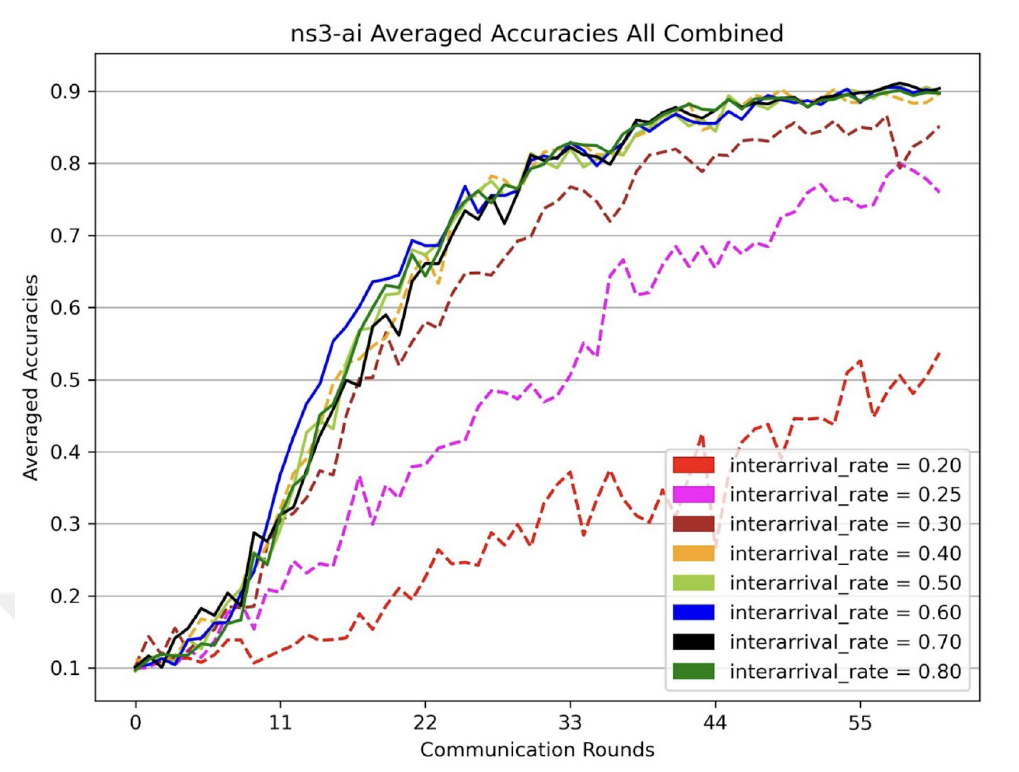 ns3-ai Averaged Accuracies All Combined
Averaged Accuracies
0.9
0.8
0.7
0.6
0.5
0.4
0.3
0.2
0.1
interarrival_rate = 0.20
interarrival_rate = 0.25
interarrival_rate = 0.30
interarrival_rate = 0.40
interarrival_rate = 0.50
interarrival_rate = 0.60
interarrival_rate = 0.70
interarrival_rate = 0.80
0 11 22 33 44 55
Communication Rounds